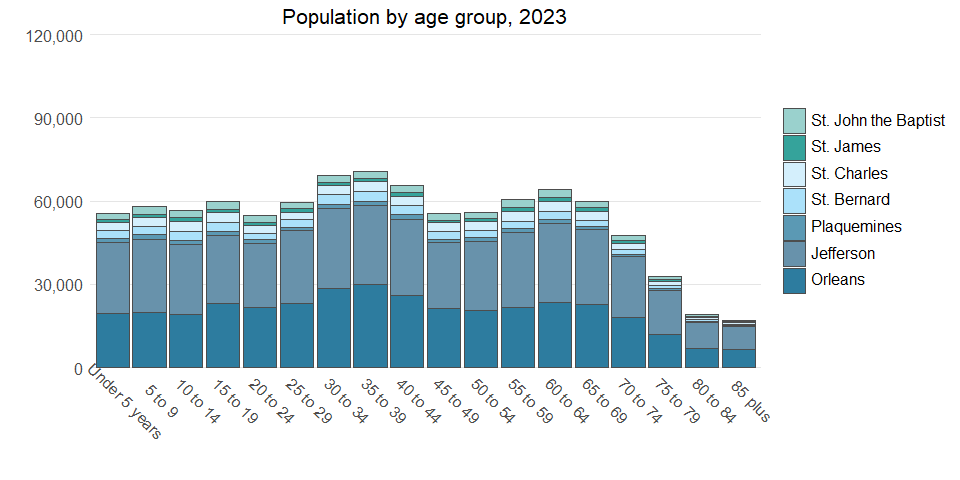 Population by age group, 2023
120,000
90,000
60,000
30,000
0
Under 5 years
5 to 9
10 to 14
15 to 19
20 to 24
25 to 29
30 to 34
35 to 39
40 to 44
45 to 49
50 to 54
55 to 59
60 to 64
65 to 69
70 to 74
75 to 79
80 to 84
85 plus
St. John the Baptist
St. James
St. Charles
St. Bernard
Plaquemines
Jefferson
Orleans